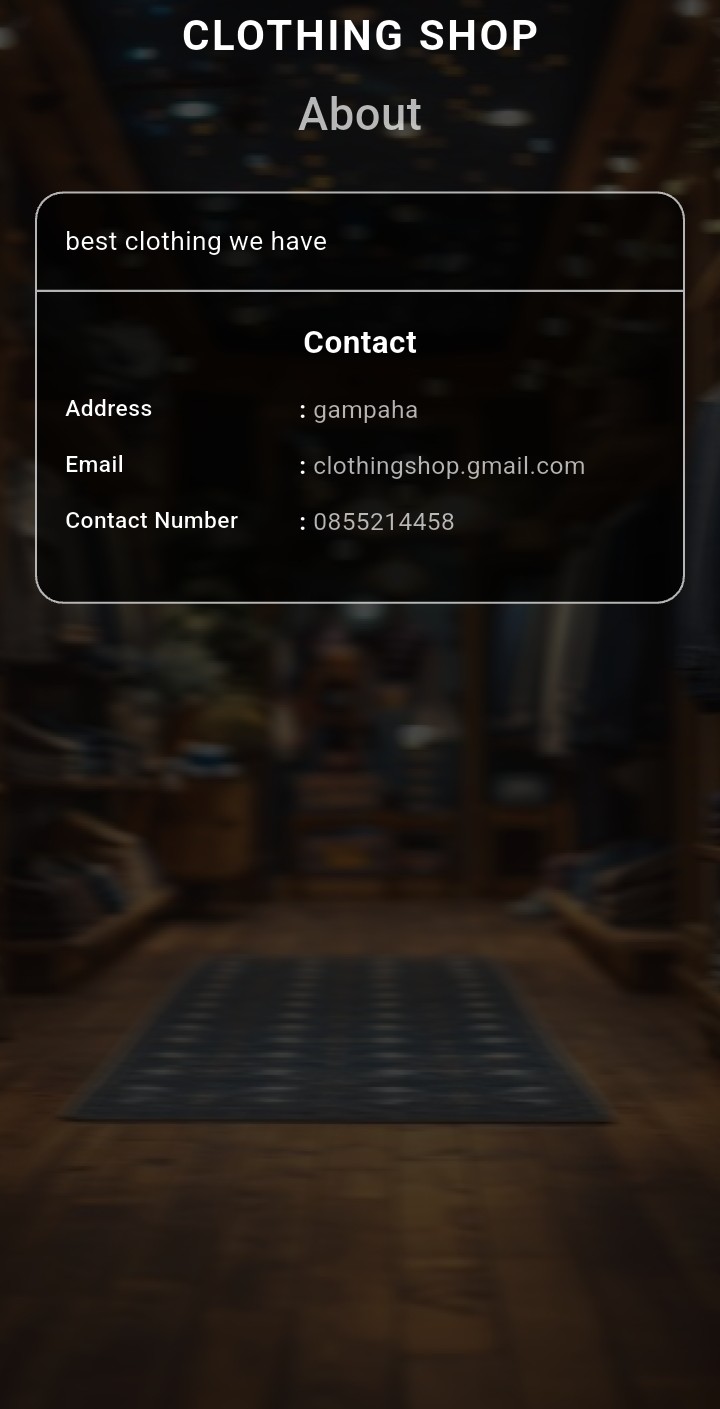 CLOTHING SHOP
About
best clothing we have
Contact
Address : gampaha
Email : clothingshop.gmail.com
Contact Number : 0855214458